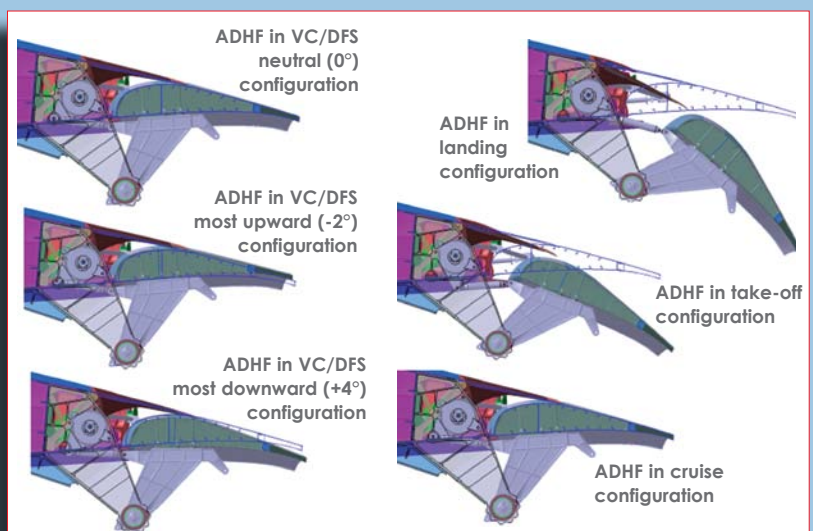 ADHF in VC/DFS
neutral (0°)
configuration
ADHF in VC/DFS
most upward (-2°)
configuration
ADHF in VC/DFS
most downward (+4°)
configuration
ADHF in
landing
configuration
ADHF in take-off
configuration
ADHF in cruise
configuration